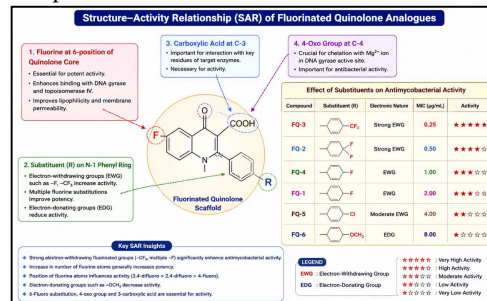 Structure–Activity Relationship (SAR) of Fluorinated Quinolone Analogues
1. Fluorine at 6-position of
Quinolone Core
• Essential for potent activity.
• Enhances binding with DNA gyrase
and topoisomerase IV.
• Improves lipophilicity and membrane
permeability.
3. Carboxylic Acid at C-3
• Important for interaction with key
residues of target enzymes.
• Necessary for activity.
4. 4-Oxo Group at C-4
• Crucial for chelation with Mg²⁺ ion
in DNA gyrase active site.
• Important for antibacterial activity.
2. Substituent (R) on N-1 Phenyl Ring
• Electron-withdrawing groups (EWG)
such as –F, –CF₃ increase activity.
• Multiple fluorine substitutions
improve potency.
• Electron-donating groups (EDG)
reduce activity.
O
COOH
F
N
R
Fluorinated Quinolone
Scaffold
Effect of Substituents on Antimycobacterial Activity
Compound Substituent (R) Electronic Nature MIC (µg/mL) Activity
FQ-3 CF₃ Strong EWG 0.25 ★★★★★
FQ-2 F F Strong EWG 0.50 ★★★★☆
FQ-4 F EWG 1.00 ★★★☆☆
FQ-1 F EWG 2.00 ★★★☆☆
FQ-5 Cl Moderate EWG 4.00 ★★☆☆☆
FQ-6 OCH₃ EDG 8.00 ★☆☆☆☆
Key SAR Insights
Strong electron-withdrawing fluorinated groups (–CF₃, multiple –F) significantly enhance antimycobacterial activity.
Increase in number of fluorine atoms generally increases potency.
Position of fluorine atoms influences activity (3,4-difluoro > 2,4-difluoro > 4-fluoro).
Electron-donating groups like –OCH₃ decrease activity.
6-Fluoro substitution, 4-oxo group and 3-carboxylic acid are essential for activity.
LEGEND
EWG : Electron-Withdrawing Group
EDG : Electron-Donating Group
: Very High Activity
: High Activity
: Moderate Activity
: Low Activity
: Very Low Activity